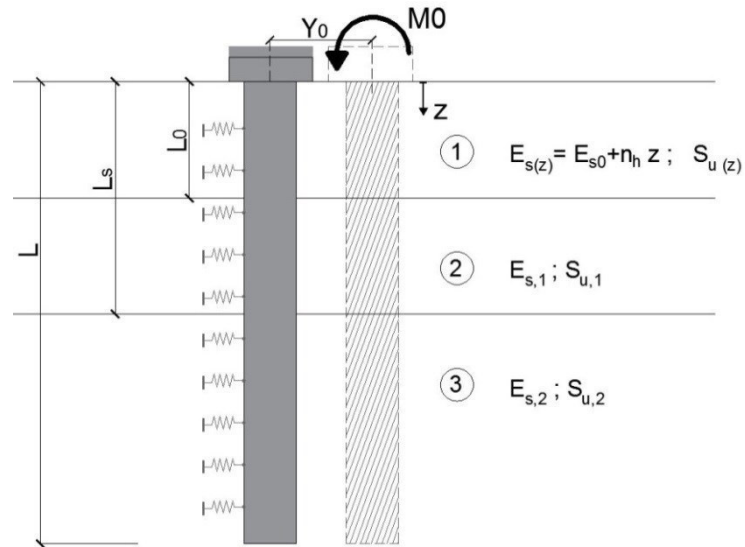 Y0 M0
z
L0
Ls
L
1 Es(z)= Es0+nh z ; Su (z)
2 Es,1 ; Su,1
3 Es,2 ; Su,2